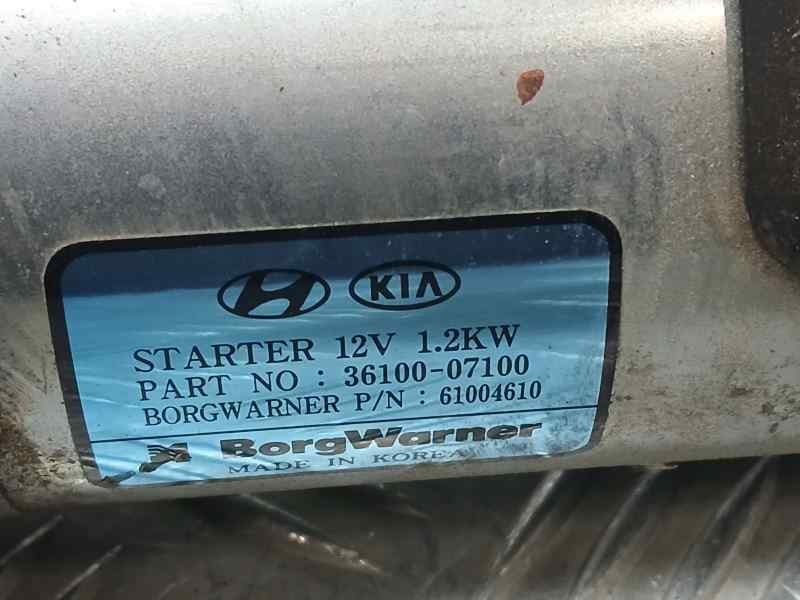 KIA
STARTER 12V 1.2KW
PART NO : 36100-07100
BORGWARNER P/N : 61004610
BorgWarner
MADE IN KOREA